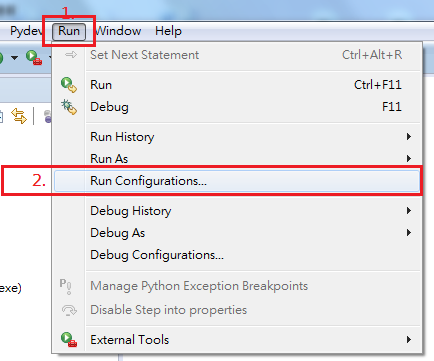 1.
Pydev Run Window Help
Set Next Statement Ctrl+Alt+R
Run Ctrl+F11
Debug F11
Run History
Run As
2. Run Configurations...
Debug History
Debug As
Debug Configurations...
exe) Manage Python Exception Breakpoints
Disable Step into properties
External Tools